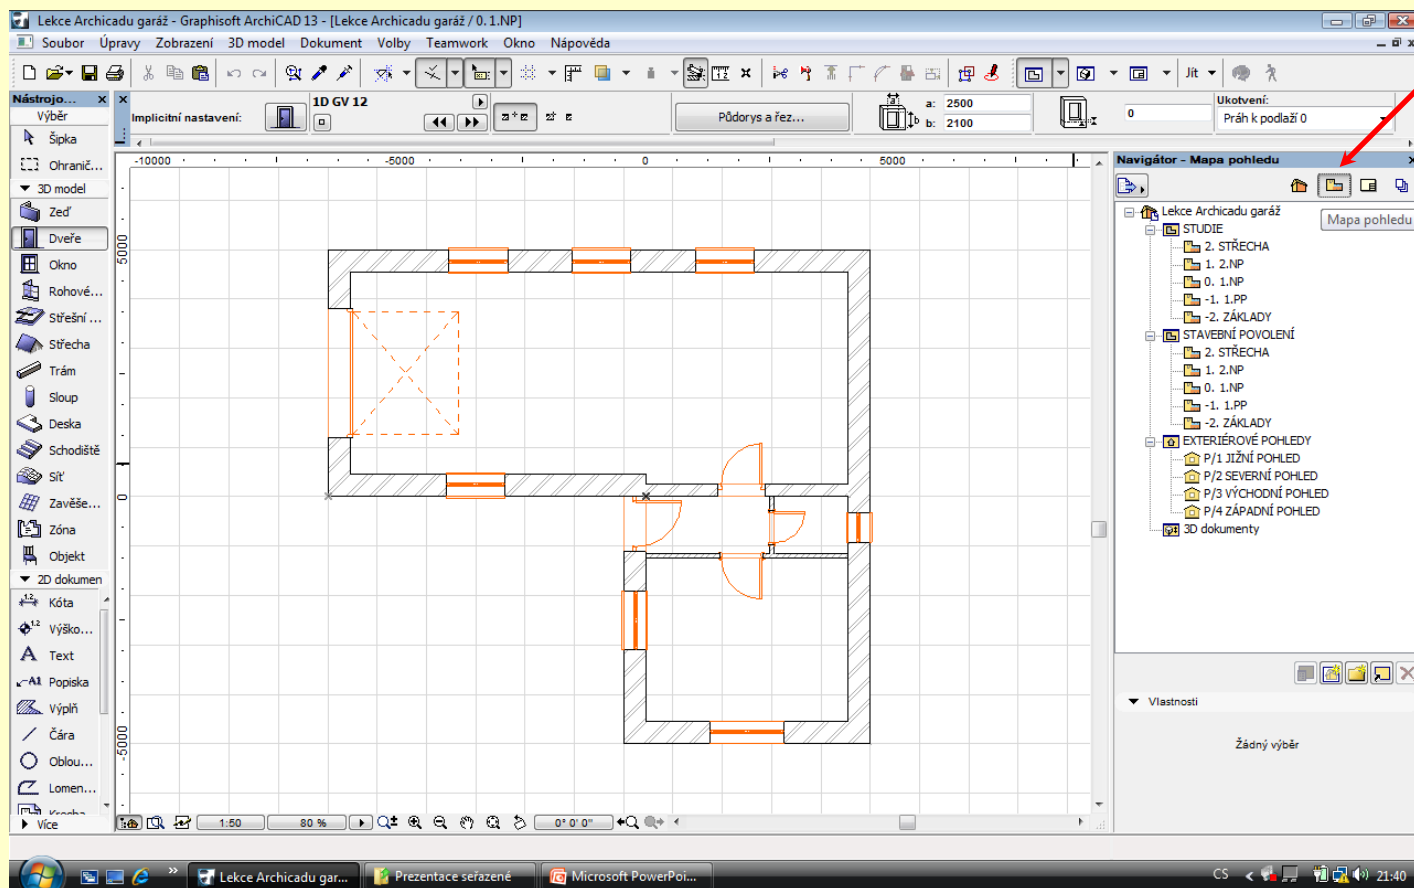 Lekce Archicadu garáž - Graphisoft ArchiCAD 13 - [Lekce Archicadu garáž / 0. 1.NP]
Soubor Úpravy Zobrazení 3D model Dokument Volby Teamwork Okno Nápověda
Jít
Nástrojo...
Výběr
Šipka
Ohranič...
3D model
Zeď
Dveře
Okno
Rohové...
Střešní ...
Střecha
Trám
Sloup
Deska
Schodiště
Síť
Zavěše...
Zóna
Objekt
2D dokumen
Kóta
Výško...
Text
Popiska
Výplň
Čára
Oblou...
Lomen...
Více
Implicitní nastavení:
1D GV 12
Půdorys a řez...
a: 2500
b: 2100
0
Ukotvení:
Práh k podlaží 0
-10000 -5000 0 5000
5000
0
-5000
Navigátor - Mapa pohledu
Mapa pohledu
Lekce Archicadu garáž
STUDIE
2. STŘECHA
1. 2.NP
0. 1.NP
-1. 1.PP
-2. ZÁKLADY
STAVEBNÍ POVOLENÍ
2. STŘECHA
1. 2.NP
0. 1.NP
-1. 1.PP
-2. ZÁKLADY
EXTERIÉROVÉ POHLEDY
P/1 JIŽNÍ POHLED
P/2 SEVERNÍ POHLED
P/3 VÝCHODNÍ POHLED
P/4 ZÁPADNÍ POHLED
3D dokumenty
Vlastnosti
Žádný výběr
1:50 80 % 0° 0' 0"
Lekce Archicadu gar... Prezentace seřazené Microsoft PowerPoi... CS 21:40